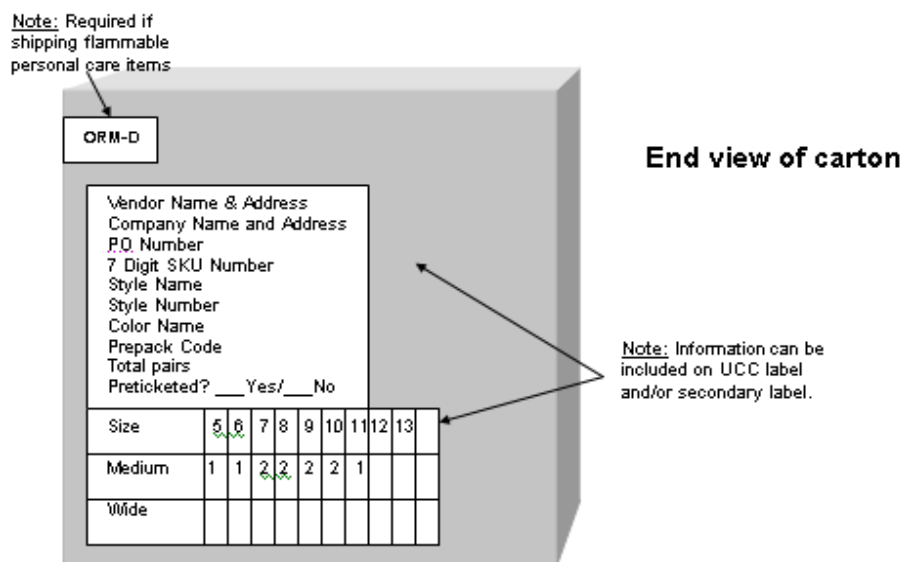 Note: Required if
shipping flammable
personal care items
ORM-D
End view of carton
Vendor Name & Address
Company Name and Address
PO Number
7 Digit SKU Number
Style Name
Style Number
Color Name
Prepack Code
Total pairs
Preticketed? ___Yes/___No
Note: Information can be
included on UCC label
and/or secondary label.
Size 5 6 7 8 9 10 11 12 13
Medium 1 1 2 2 2 2 1
Wide